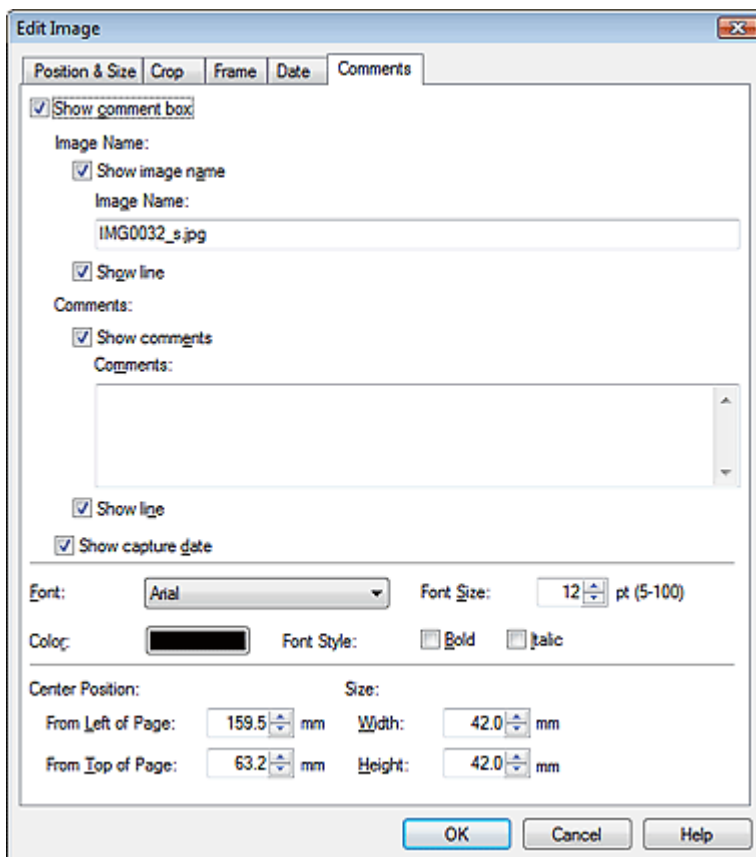 Edit Image
Position & Size Crop Frame Date Comments
Show comment box
Image Name:
Show image name
Image Name:
IMG0032_s.jpg
Show line
Comments:
Show comments
Comments:
Show line
Show capture date
Font: Arial Font Size: 12 pt (5-100)
Color: Font Style: Bold Italic
Center Position: Size:
From Left of Page: 159.5 mm Width: 42.0 mm
From Top of Page: 63.2 mm Height: 42.0 mm
OK Cancel Help